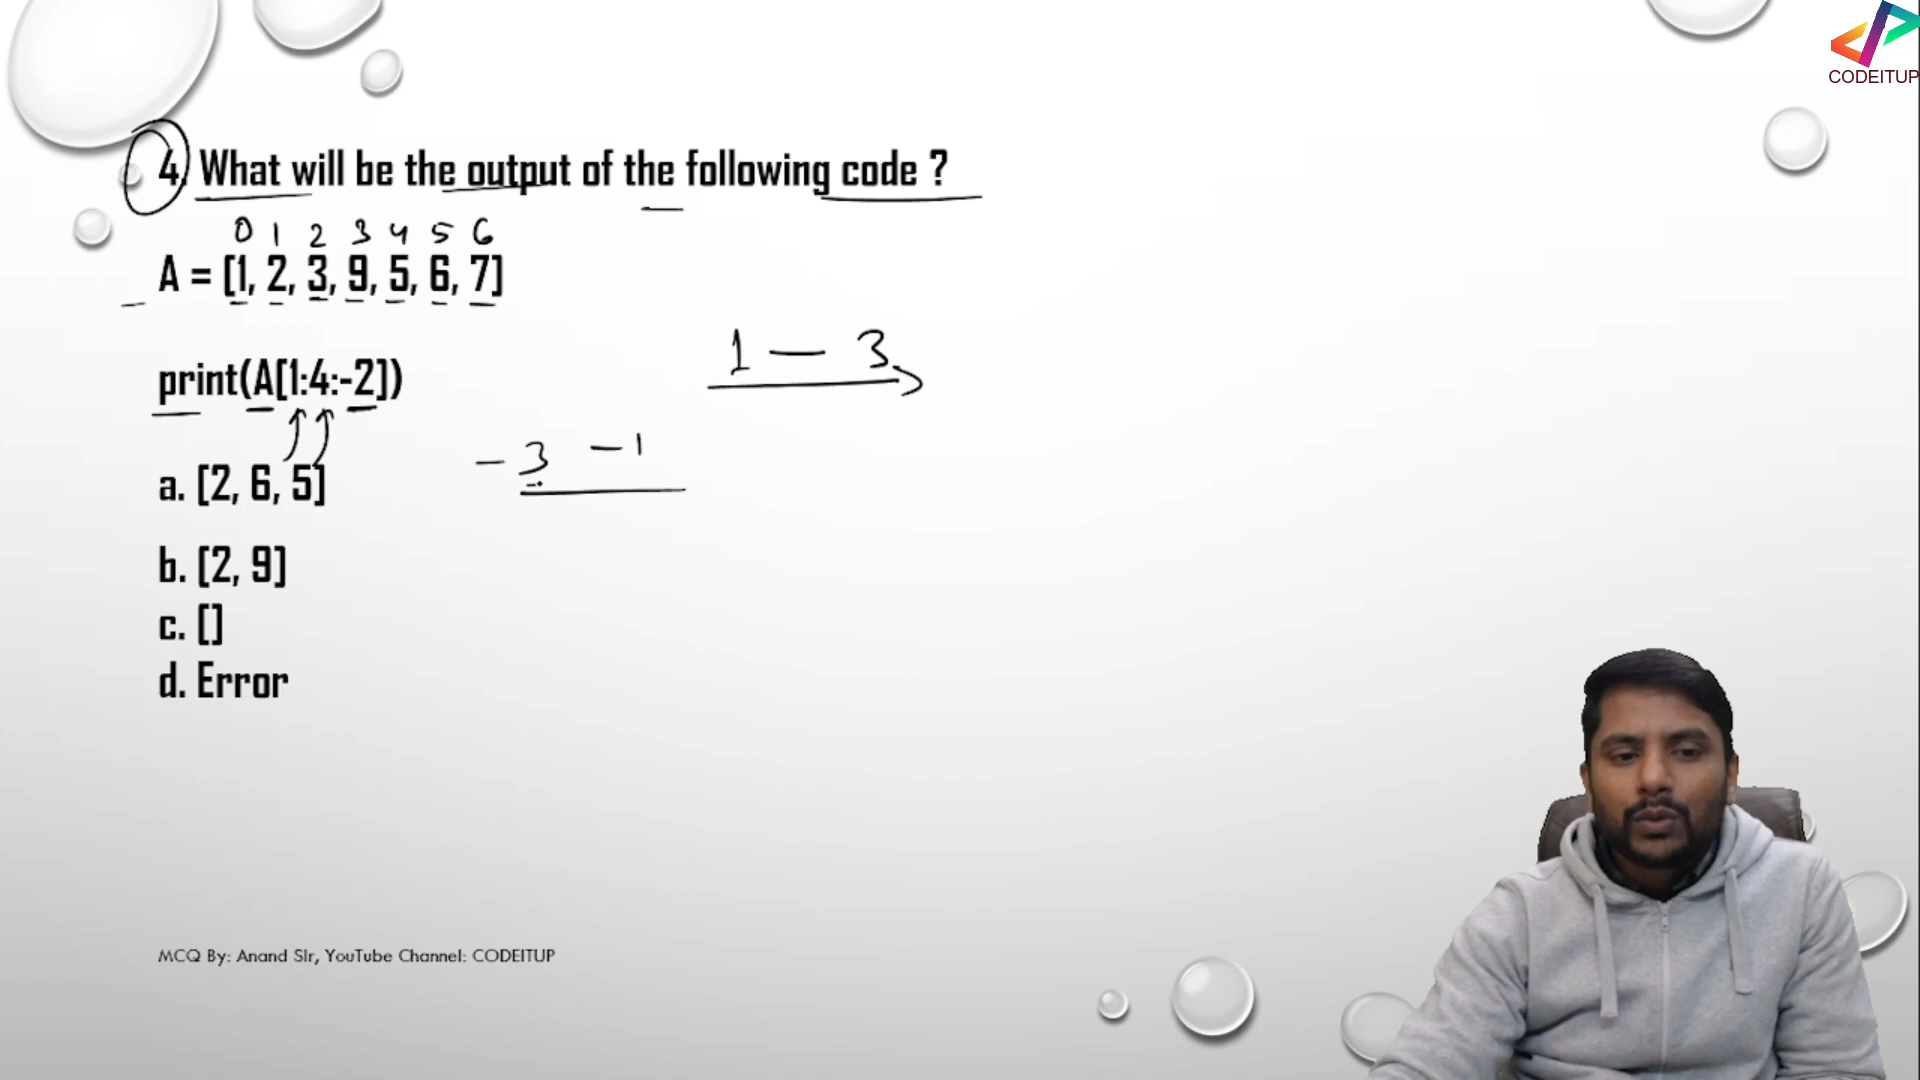 CODEITUP
4. What will be the output of the following code ?
0 1 2 3 4 5 6
A = [1, 2, 3, 9, 5, 6, 7]
1 — 3
print(A[1:4:-2])
-3 -1
a. [2, 6, 5]
b. [2, 9]
c. []
d. Error
MCQ By: Anand SIr, YouTube Channel: CODEITUP